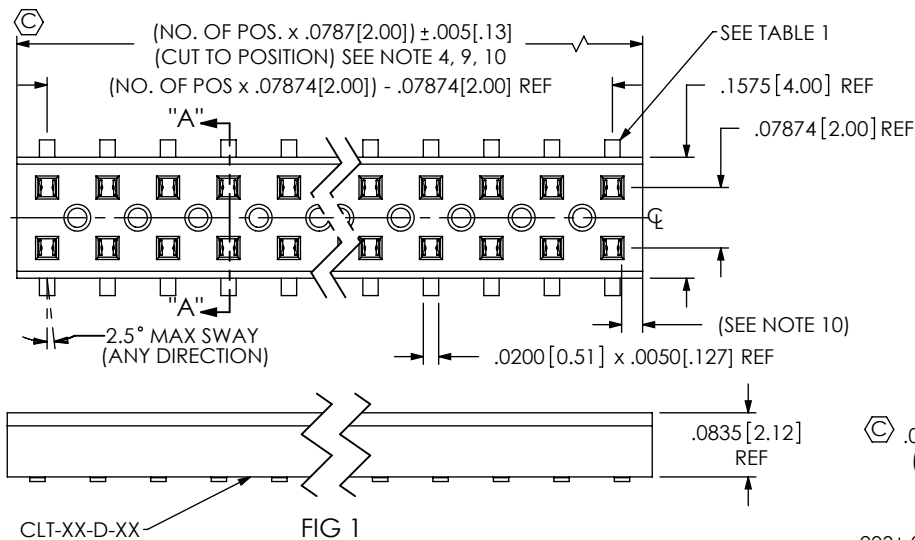 C
(NO. OF POS. x .0787[2.00]) ±.005[.13]
(CUT TO POSITION) SEE NOTE 4, 9, 10
(NO. OF POS x .07874[2.00]) - .07874[2.00] REF
SEE TABLE 1
.1575[4.00] REF
.07874[2.00] REF
"A"
℄
"A"
2.5° MAX SWAY
(ANY DIRECTION)
(SEE NOTE 10)
.0200[0.51] x .0050[.127] REF
.0835[2.12]
REF
C
CLT-XX-D-XX
FIG 1